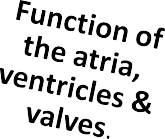 Function of
the atria,
ventricles &
valves.